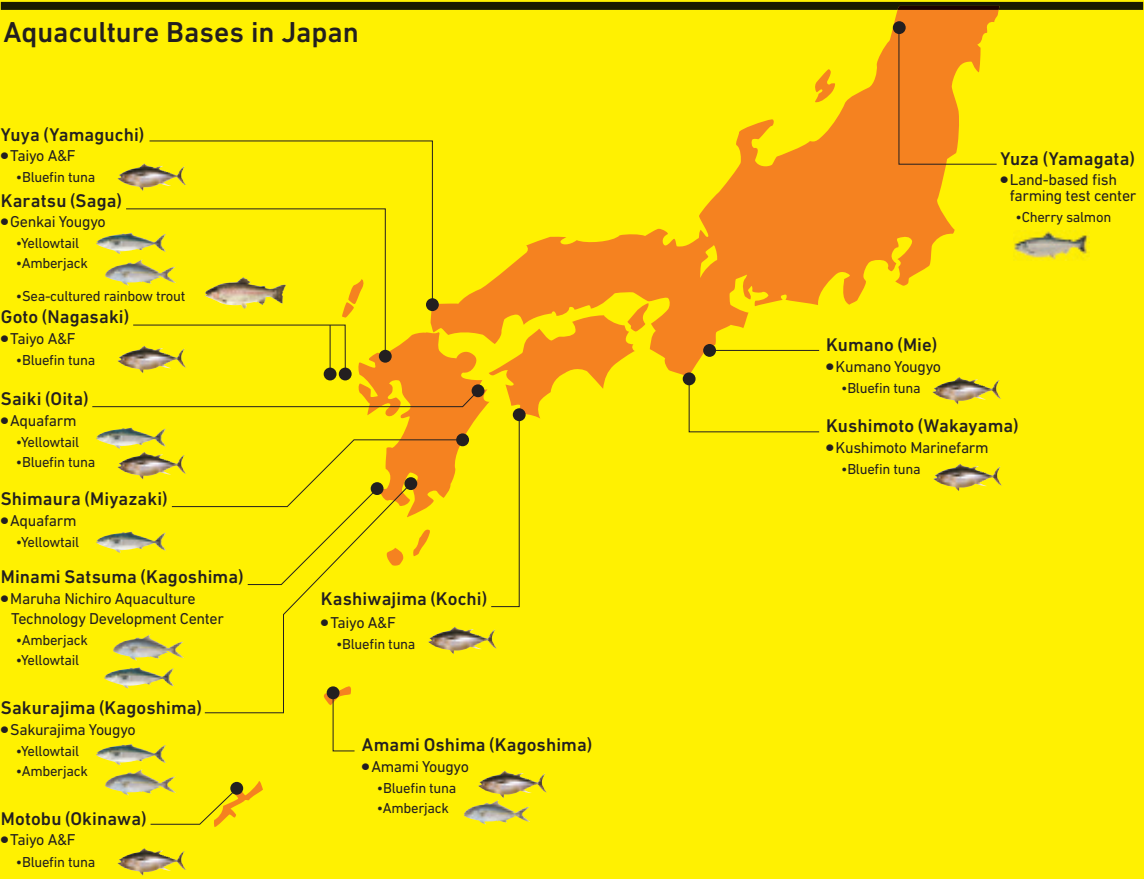 Aquaculture Bases in Japan
Yuya (Yamaguchi)
●Taiyo A&F
•Bluefin tuna
Karatsu (Saga)
●Genkai Yougyo
•Yellowtail
•Amberjack
•Sea-cultured rainbow trout
Goto (Nagasaki)
●Taiyo A&F
•Bluefin tuna
Saiki (Oita)
●Aquafarm
•Yellowtail
•Bluefin tuna
Shimaura (Miyazaki)
●Aquafarm
•Yellowtail
Minami Satsuma (Kagoshima)
●Maruha Nichiro Aquaculture
Technology Development Center
•Amberjack
•Yellowtail
Sakurajima (Kagoshima)
●Sakurajima Yougyo
•Yellowtail
•Amberjack
Motobu (Okinawa)
●Taiyo A&F
•Bluefin tuna
Kashiwajima (Kochi)
●Taiyo A&F
•Bluefin tuna
Amami Oshima (Kagoshima)
●Amami Yougyo
•Bluefin tuna
•Amberjack
Yuza (Yamagata)
●Land-based fish
farming test center
•Cherry salmon
Kumano (Mie)
●Kumano Yougyo
•Bluefin tuna
Kushimoto (Wakayama)
●Kushimoto Marinefarm
•Bluefin tuna